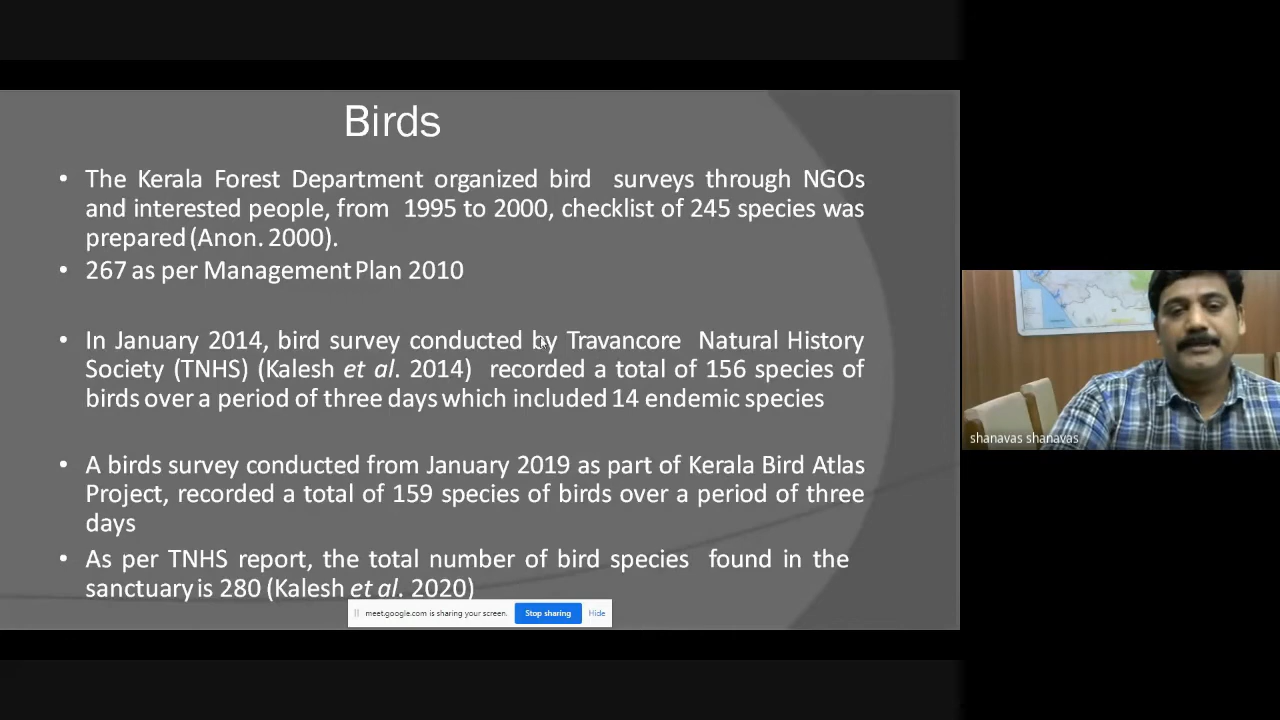 Birds
• The Kerala Forest Department organized bird surveys through NGOs
and interested people, from 1995 to 2000, checklist of 245 species was
prepared (Anon. 2000).
• 267 as per Management Plan 2010
• In January 2014, bird survey conducted by Travancore Natural History
Society (TNHS) (Kalesh et al. 2014) recorded a total of 156 species of
birds over a period of three days which included 14 endemic species
• A birds survey conducted from January 2019 as part of Kerala Bird Atlas
Project, recorded a total of 159 species of birds over a period of three
days
• As per TNHS report, the total number of bird species found in the
sanctuary is 280 (Kalesh et al. 2020)
meet.google.com is sharing your screen. Stop sharing Hide
shanavas shanavas